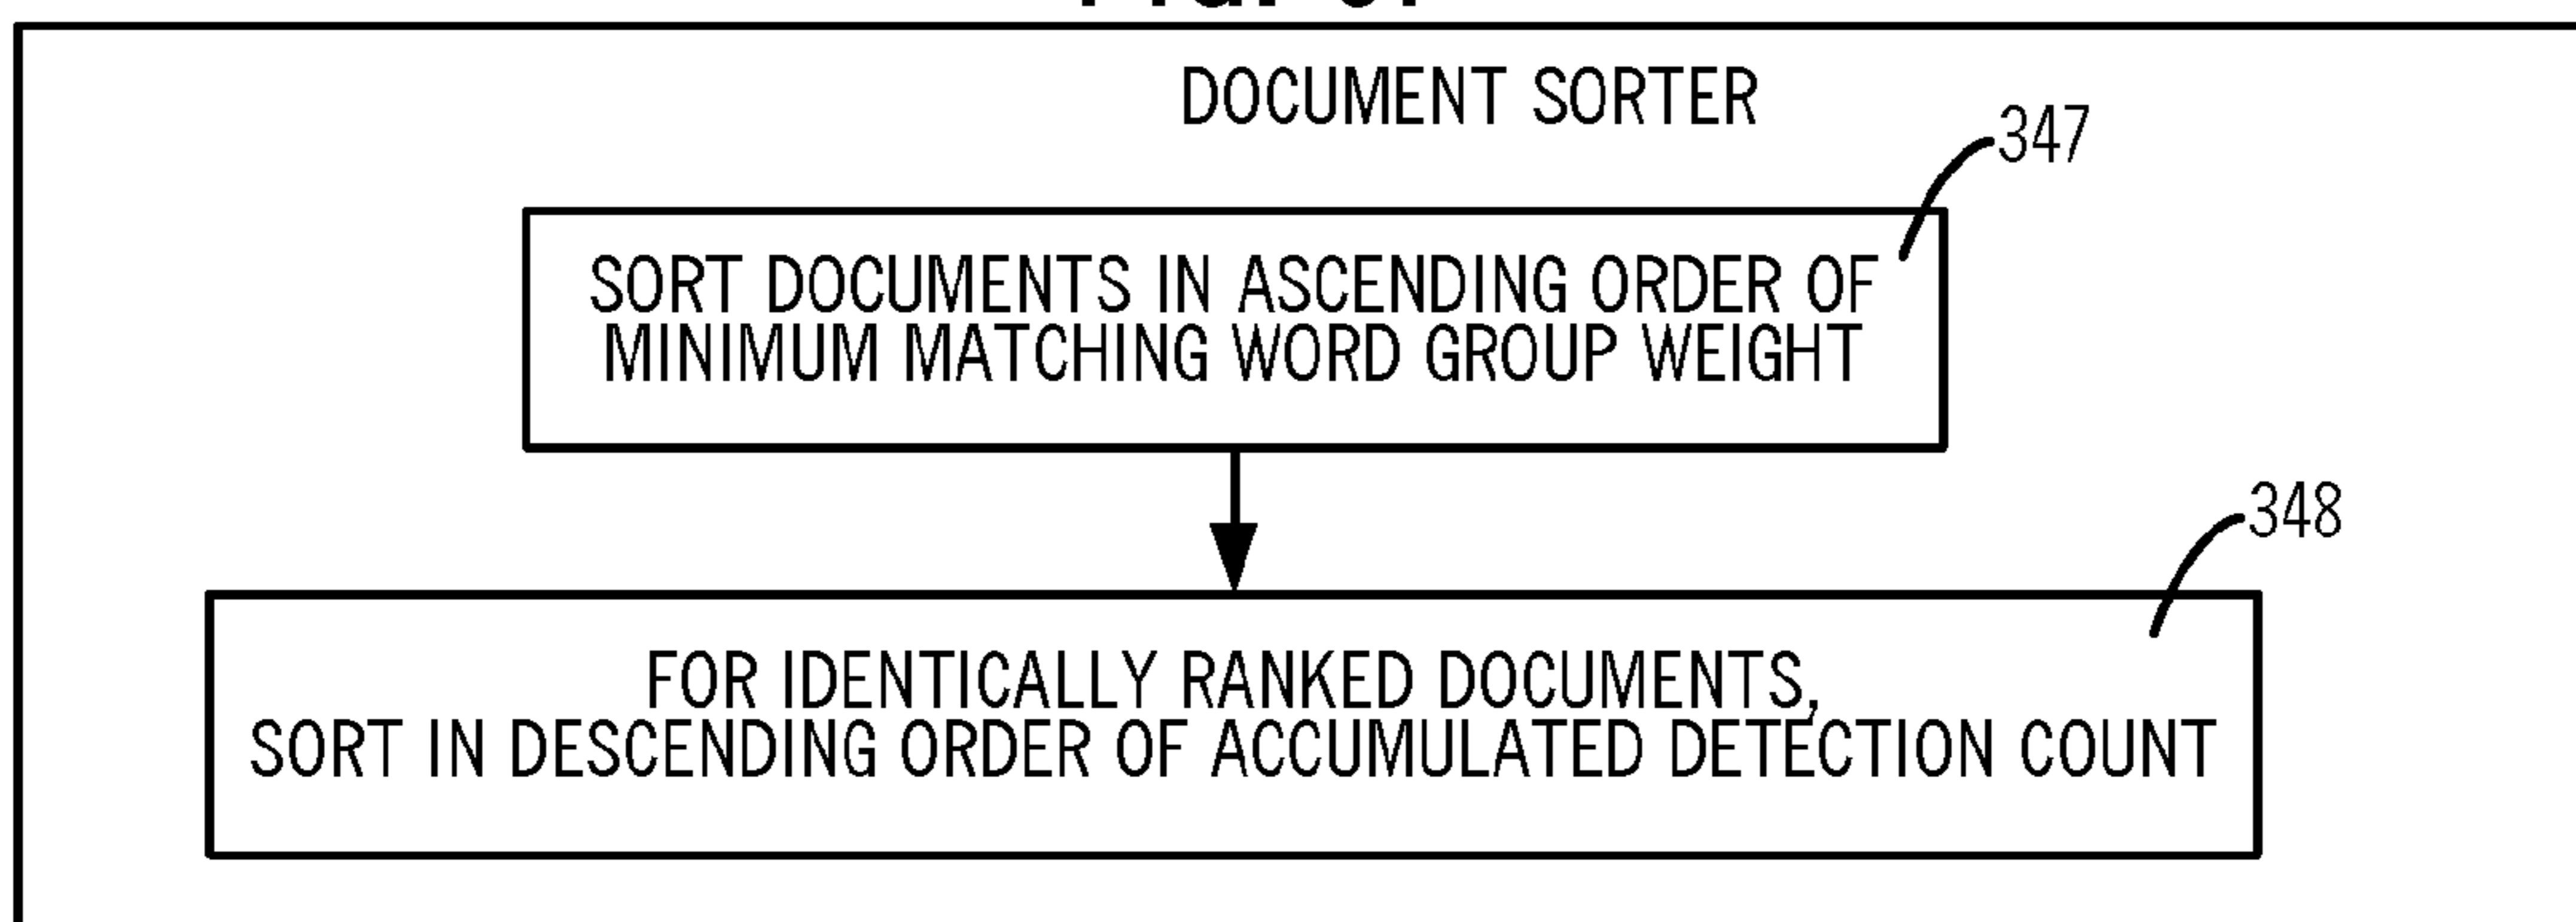 DOCUMENT SORTER
347
SORT DOCUMENTS IN ASCENDING ORDER OF
MINIMUM MATCHING WORD GROUP WEIGHT
348
FOR IDENTICALLY RANKED DOCUMENTS,
SORT IN DESCENDING ORDER OF ACCUMULATED DETECTION COUNT